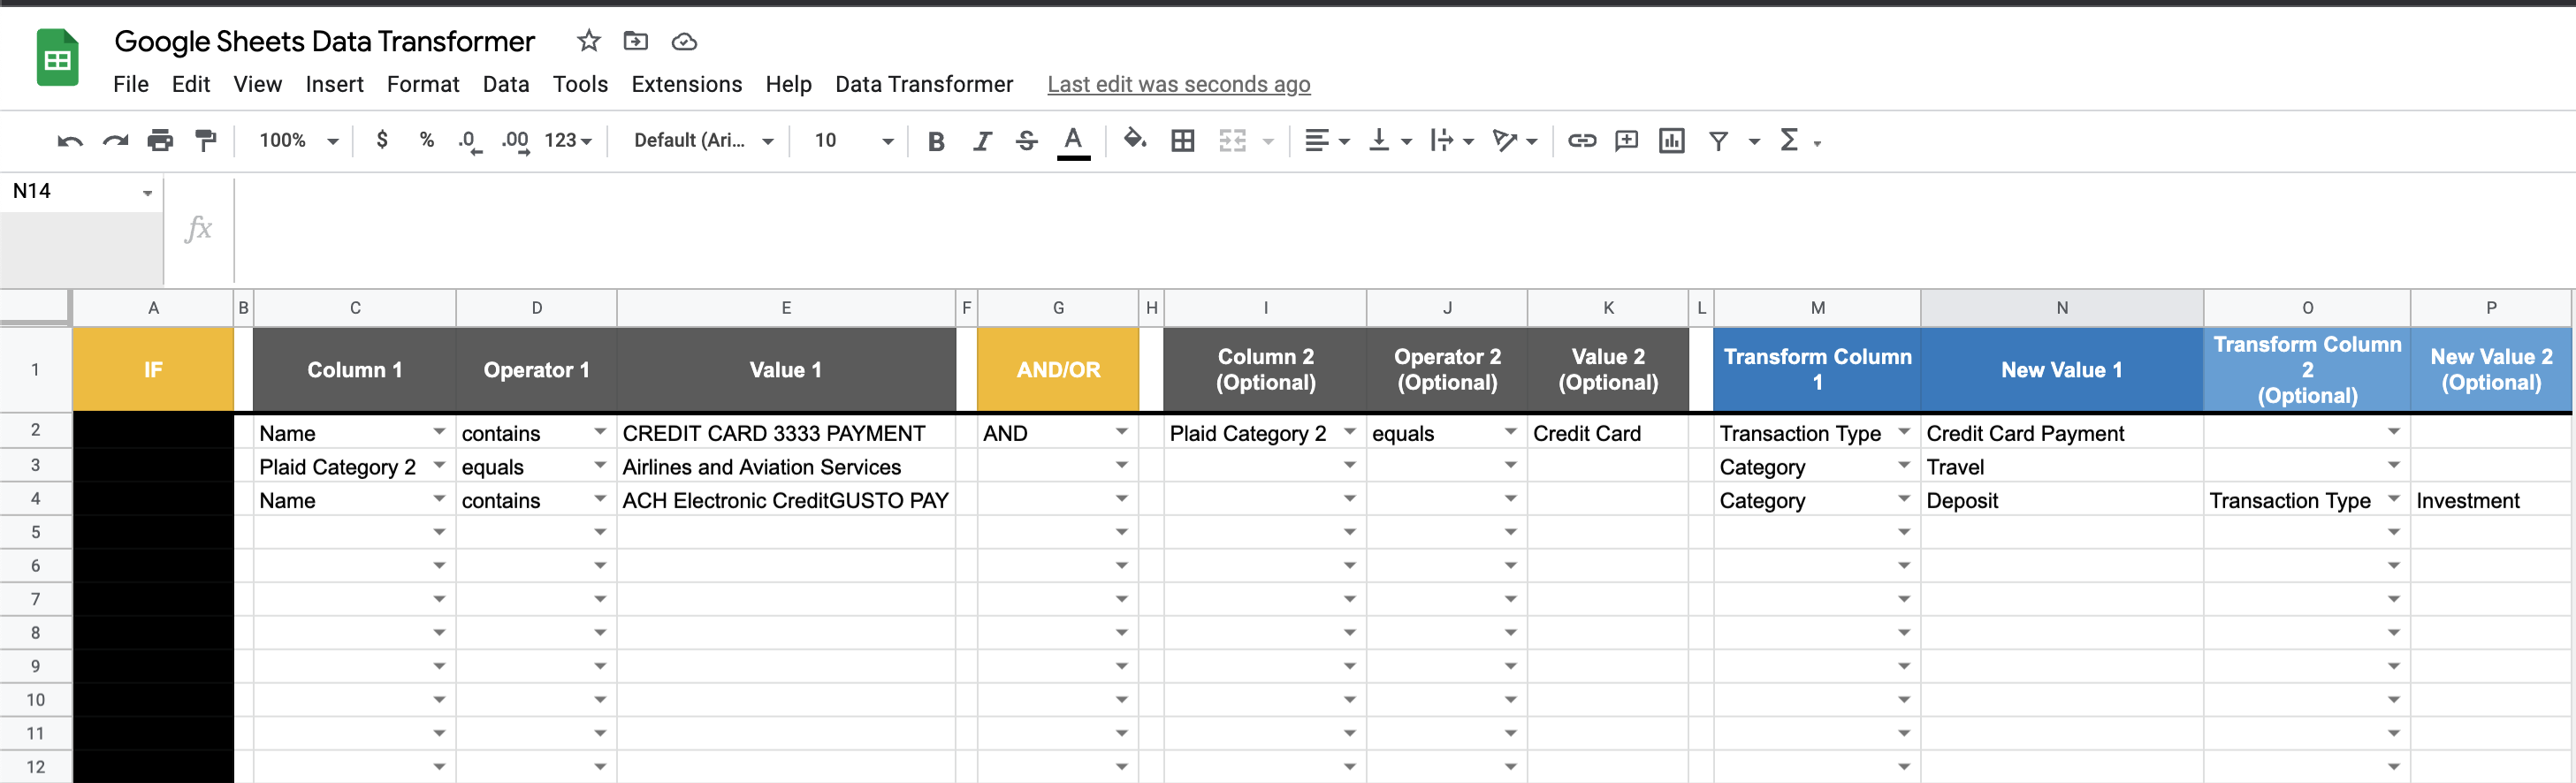 Google Sheets Data Transformer
File Edit View Insert Format Data Tools Extensions Help Data Transformer Last edit was seconds ago
100% $ % .0 .00 123 Default (Ari... 10 B I S A Σ
N14
fx
A B C D E F G H I J K L M N O P
1 IF Column 1 Operator 1 Value 1 AND/OR Column 2 (Optional) Operator 2 (Optional) Value 2 (Optional) Transform Column 1 New Value 1 Transform Column 2 (Optional) New Value 2 (Optional)
2 Name contains CREDIT CARD 3333 PAYMENT AND Plaid Category 2 equals Credit Card Transaction Type Credit Card Payment
3 Plaid Category 2 equals Airlines and Aviation Services Category Travel
4 Name contains ACH Electronic CreditGUSTO PAY Category Deposit Transaction Type Investment
5
6
7
8
9
10
11
12